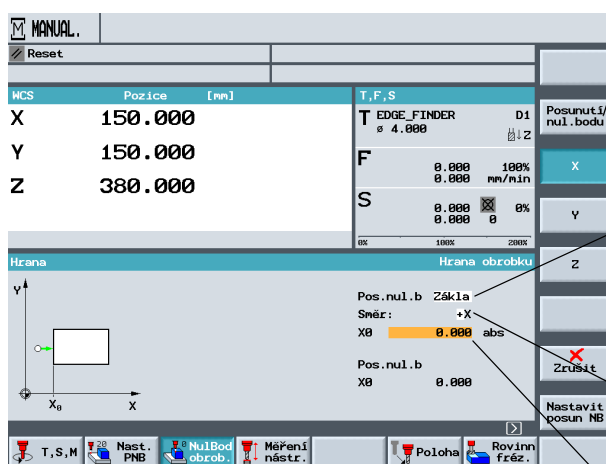 M MANUAL.
// Reset
WCS Pozice [mm] T,F,S
X 150.000
Y 150.000
Z 380.000
T EDGE_FINDER D1
ø 4.000 Z
F 0.000 100%
0.000 mm/min
S 0.000 0%
0.000 0
0% 100% 200%
Posunutí/
nul.bodu
X
Y
Z
Zrušit
Nastavit
posun NB
Hrana Hrana obrobku
Y
X₀ X
Pos.nul.b Zákla
Směr: +X
X0 0.000 abs
Pos.nul.b
X0 0.000
T,S,M
Nast.
PNB
NulBod
obrob.
Měření
nástr.
Poloha
Rovinn
fréz.